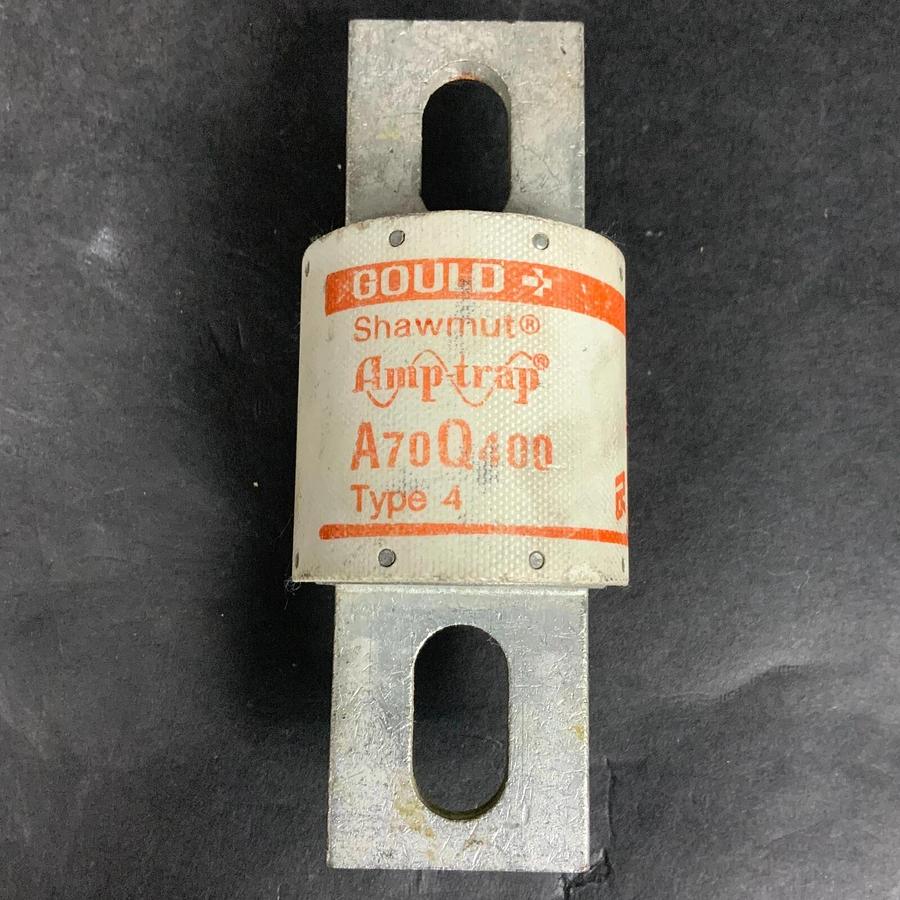 GOULD
Shawmut®
Amp-trap®
A70Q400
Type 4